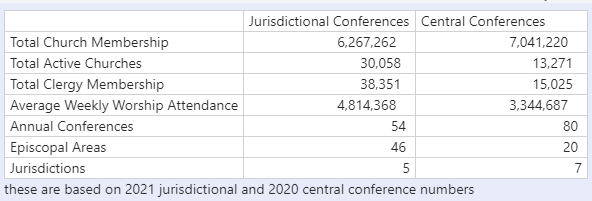 Jurisdictional Conferences Central Conferences
Total Church Membership 6,267,262 7,041,220
Total Active Churches 30,058 13,271
Total Clergy Membership 38,351 15,025
Average Weekly Worship Attendance 4,814,368 3,344,687
Annual Conferences 54 80
Episcopal Areas 46 20
Jurisdictions 5 7
these are based on 2021 jurisdictional and 2020 central conference numbers